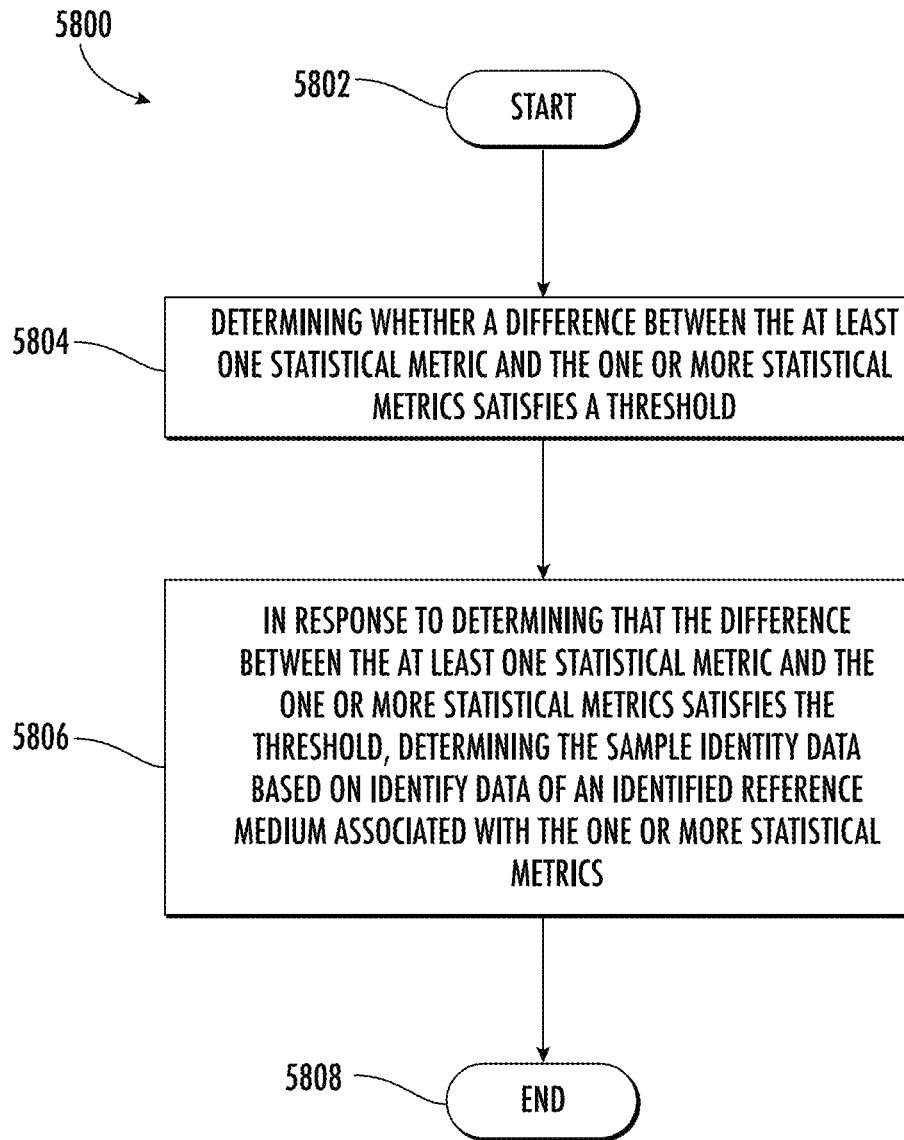 5800
5802
START
5804
DETERMINING WHETHER A DIFFERENCE BETWEEN THE AT LEAST
ONE STATISTICAL METRIC AND THE ONE OR MORE STATISTICAL
METRICS SATISFIES A THRESHOLD
5806
IN RESPONSE TO DETERMINING THAT THE DIFFERENCE
BETWEEN THE AT LEAST ONE STATISTICAL METRIC AND THE
ONE OR MORE STATISTICAL METRICS SATISFIES THE
THRESHOLD, DETERMINING THE SAMPLE IDENTITY DATA
BASED ON IDENTIFY DATA OF AN IDENTIFIED REFERENCE
MEDIUM ASSOCIATED WITH THE ONE OR MORE STATISTICAL
METRICS
5808
END